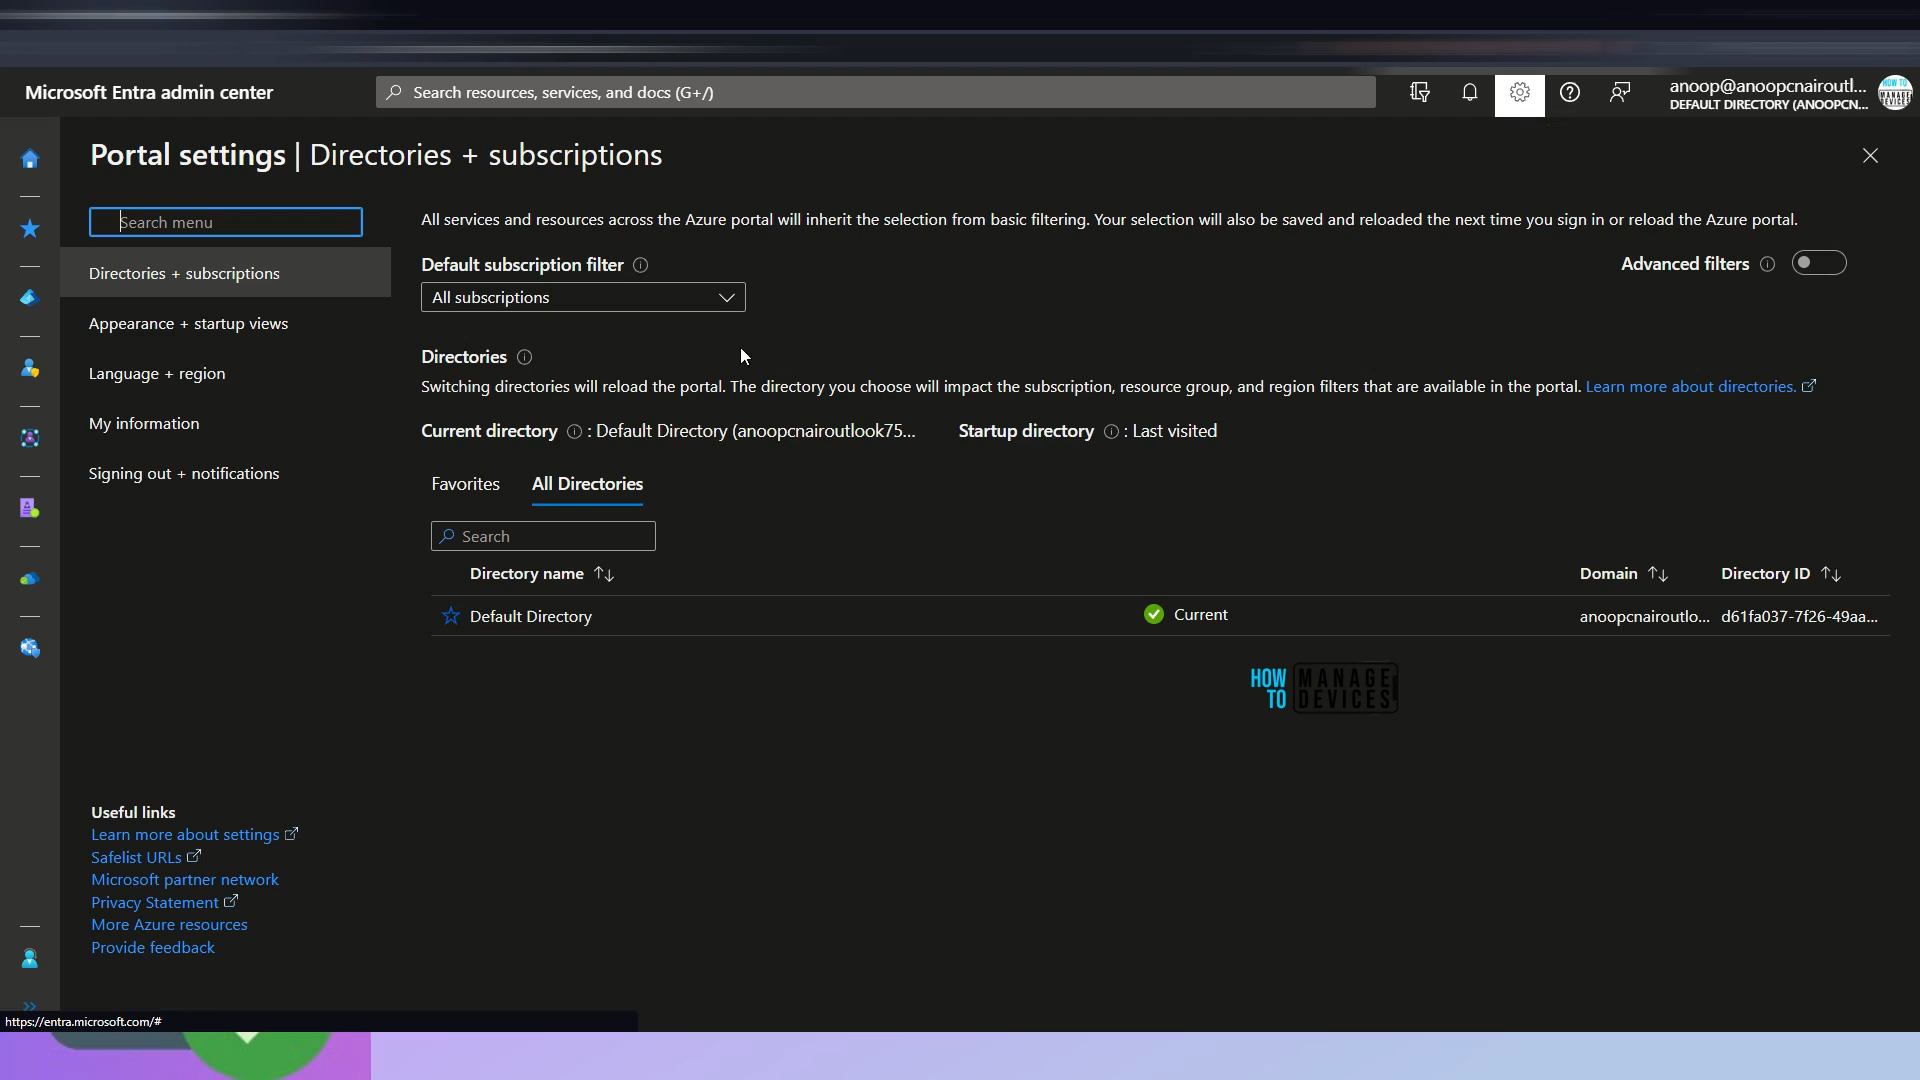 Microsoft Entra admin center
Search resources, services, and docs (G+/)
anoop@anoopcnairoutl...
DEFAULT DIRECTORY (ANOOPCN...
HOW TO
MANAGE
DEVICES
Portal settings | Directories + subscriptions
Search menu
Directories + subscriptions
Appearance + startup views
Language + region
My information
Signing out + notifications
All services and resources across the Azure portal will inherit the selection from basic filtering. Your selection will also be saved and reloaded the next time you sign in or reload the Azure portal.
Default subscription filter
Advanced filters
All subscriptions
Directories
Switching directories will reload the portal. The directory you choose will impact the subscription, resource group, and region filters that are available in the portal. Learn more about directories.
Current directory : Default Directory (anoopcnairoutlook75...
Startup directory : Last visited
Favorites All Directories
Search
Directory name Domain Directory ID
Default Directory Current anoopcnairoutlo... d61fa037-7f26-49aa...
HOW MANAGE
TO DEVICES
Useful links
Learn more about settings
Safelist URLs
Microsoft partner network
Privacy Statement
More Azure resources
Provide feedback
https://entra.microsoft.com/#